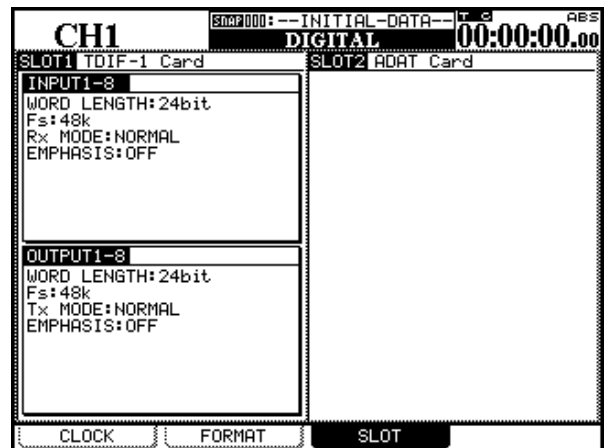 CH1
SNAP000:--INITIAL-DATA--
DIGITAL
T C
ABS
00:00:00.00
SLOT1 TDIF-1 Card
INPUT1-8
WORD LENGTH:24bit
Fs:48k
Rx MODE:NORMAL
EMPHASIS:OFF
OUTPUT1-8
WORD LENGTH:24bit
Fs:48k
Tx MODE:NORMAL
EMPHASIS:OFF
SLOT2 ADAT Card
CLOCK
FORMAT
SLOT